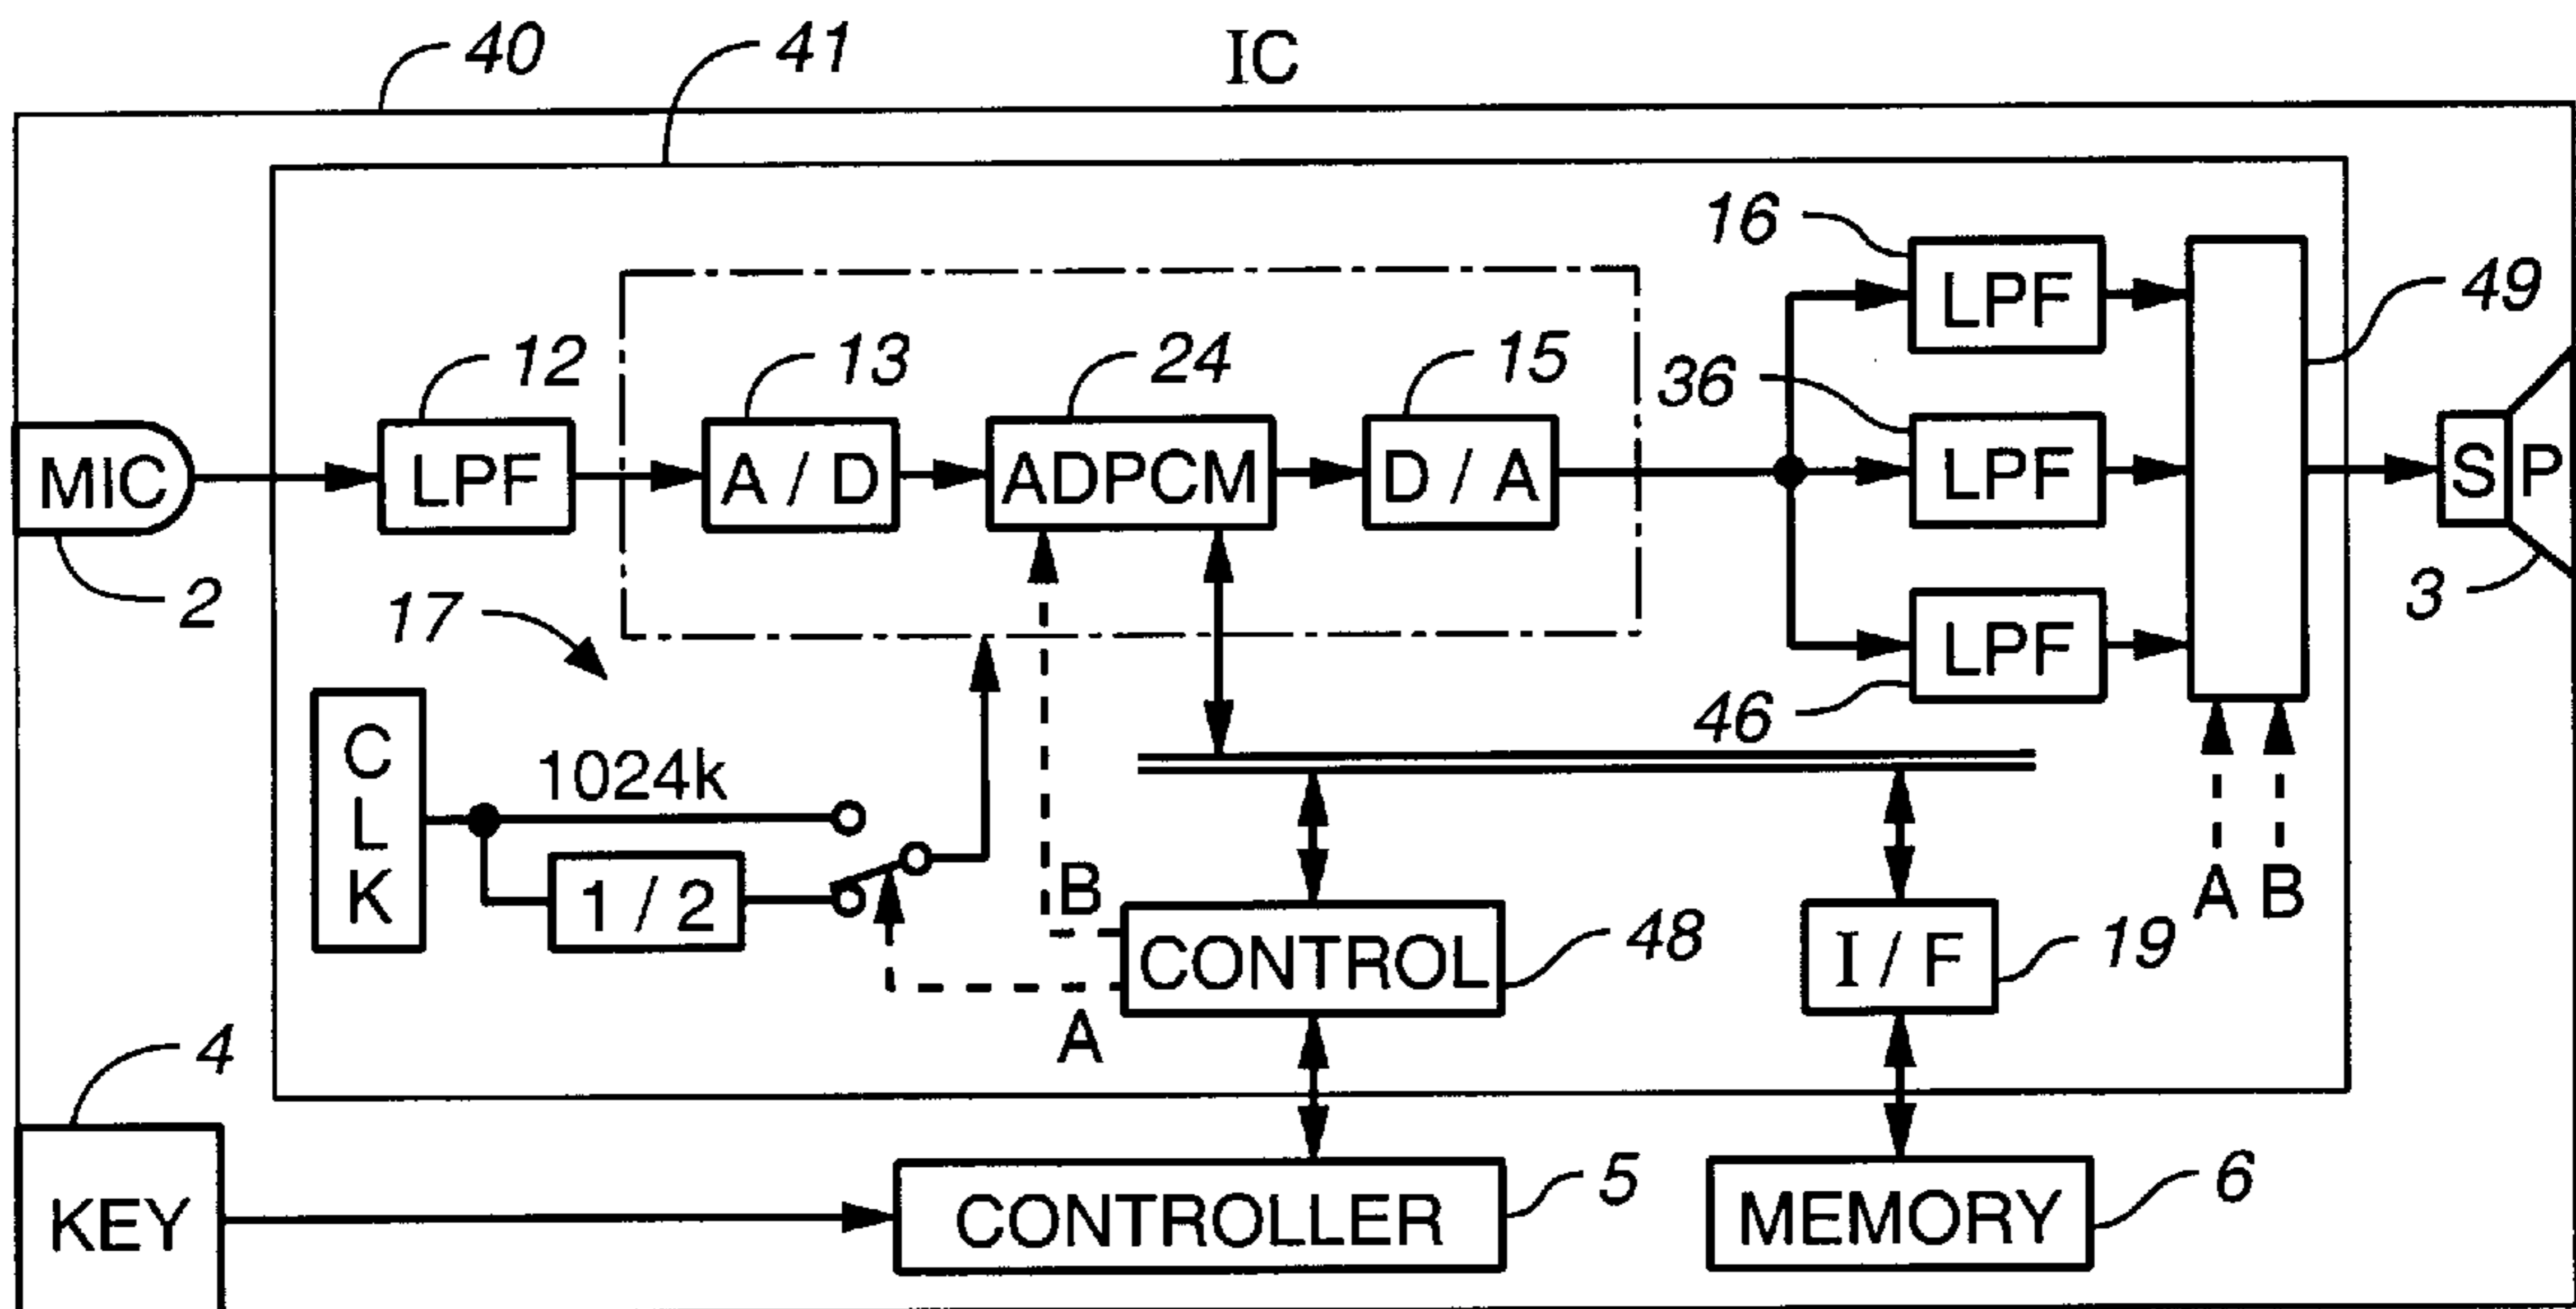 40
41
IC
16
LPF
49
12
13
24
15
36
MIC
LPF
A / D
ADPCM
D / A
LPF
S P
2
17
LPF
3
46
C
L
K
1024k
1 / 2
B
A
CONTROL
48
I / F
19
A B
4
KEY
CONTROLLER
5
MEMORY
6